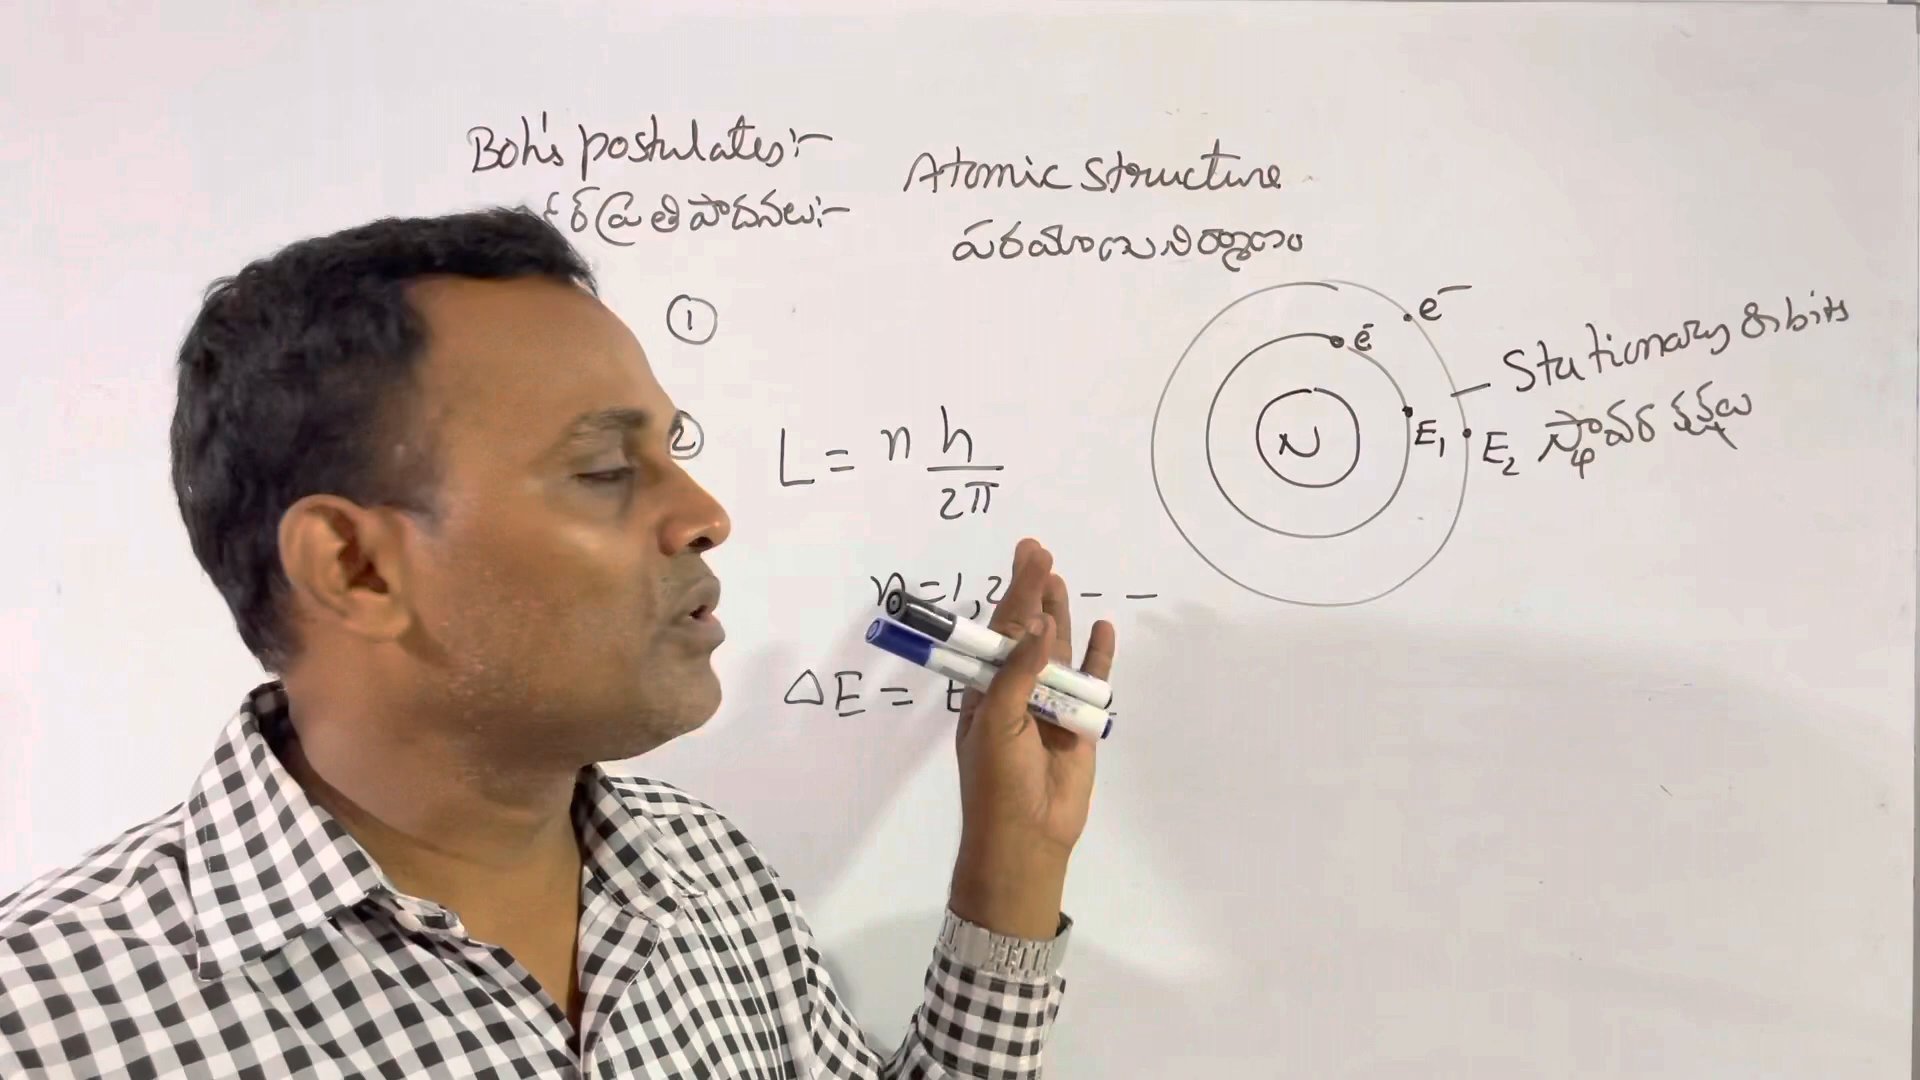 Boh's postulates:-
ప్రతిపాదనలు:-
Atomic Structure
పరమాణు నిర్మాణం
①
②
L = n h/2π
n = 1, 2 - -
ΔE =
N
e⁻
e⁻
E₁
E₂
Stationary orbits
స్థావర కక్ష్యలు